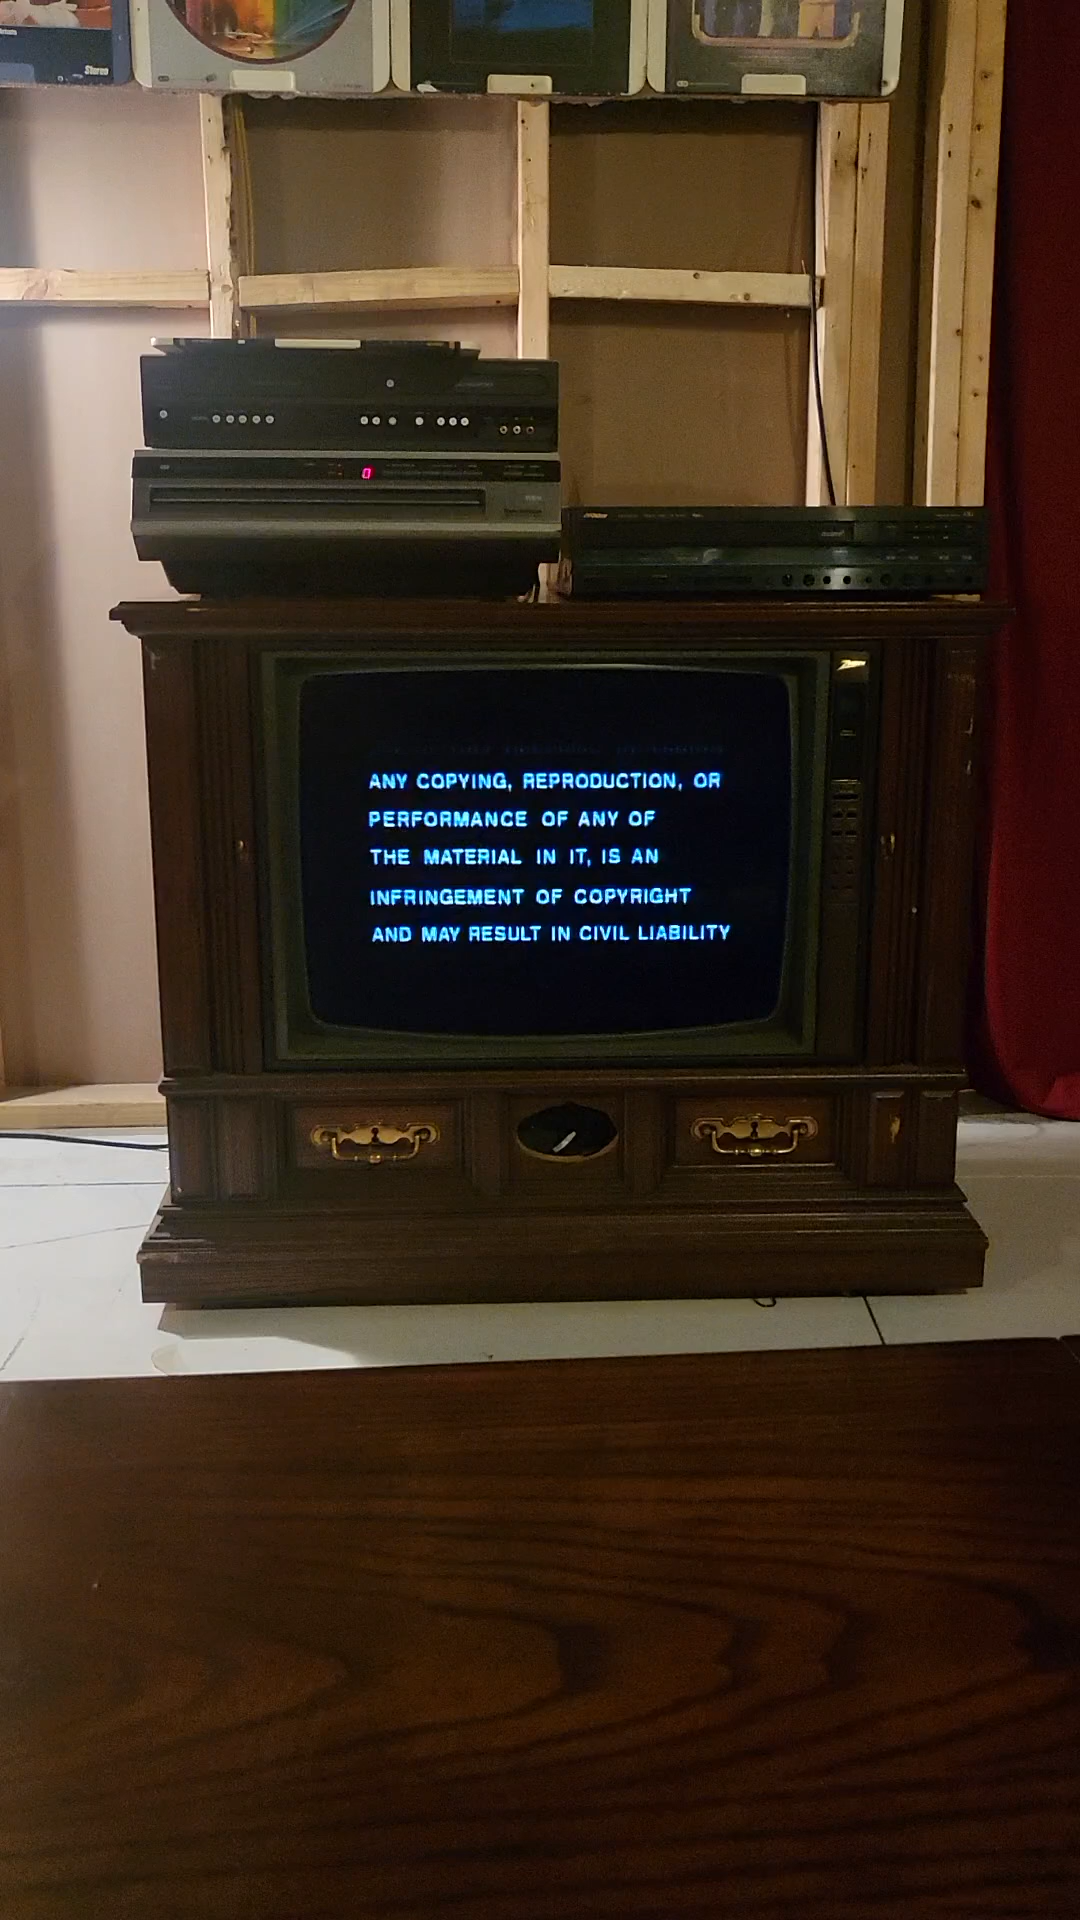 Stereo
ANY COPYING, REPRODUCTION, OR
PERFORMANCE OF ANY OF
THE MATERIAL IN IT, IS AN
INFRINGEMENT OF COPYRIGHT
AND MAY RESULT IN CIVIL LIABILITY